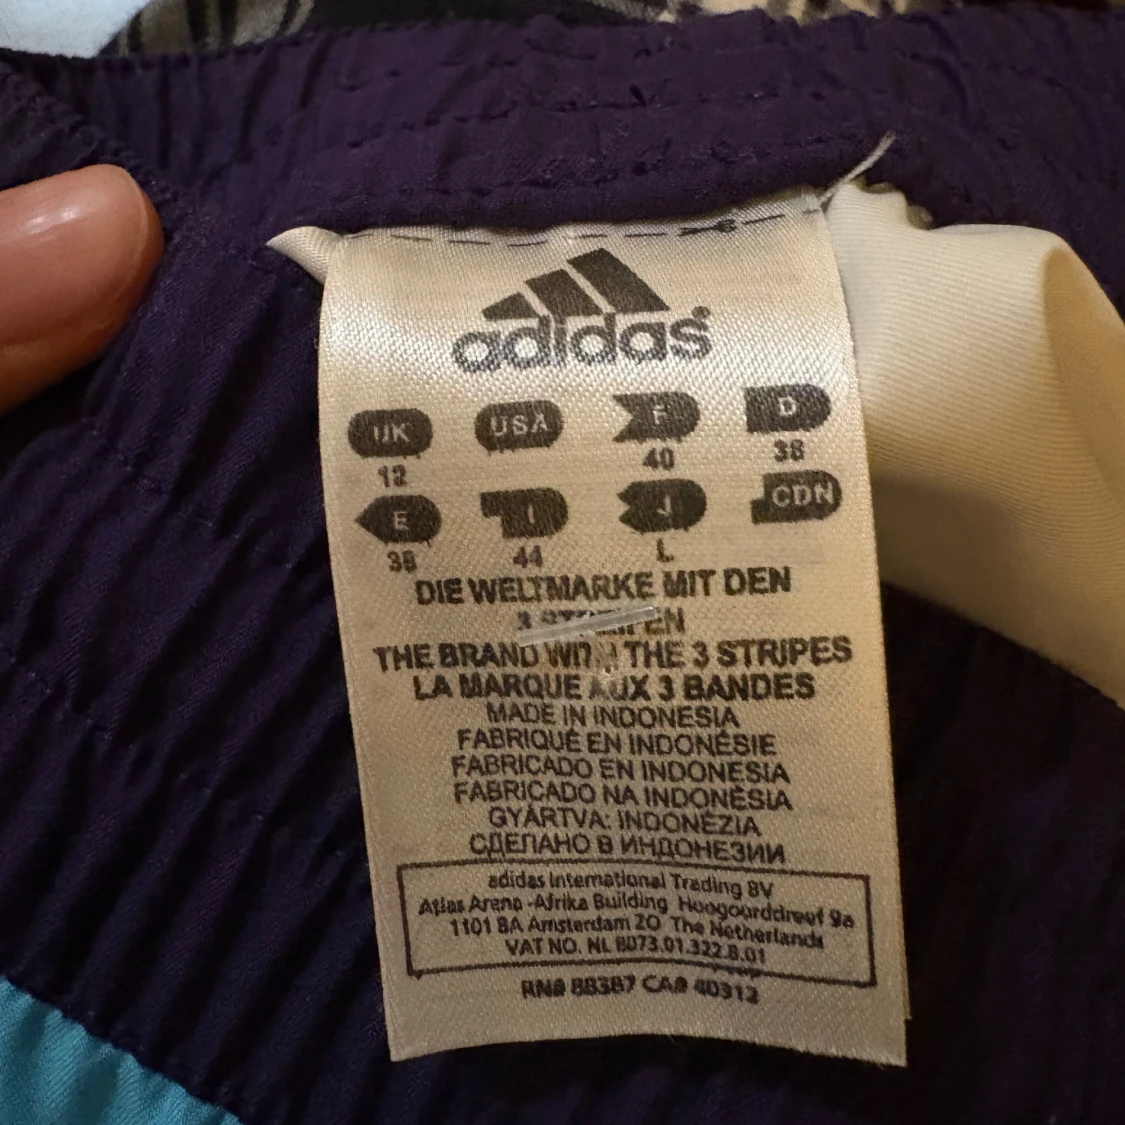 adidas®
UK USA F D
12 40 38
E I J CDN
38 44 L
DIE WELTMARKE MIT DEN
3 STREIFEN
THE BRAND WITH THE 3 STRIPES
LA MARQUE AUX 3 BANDES
MADE IN INDONESIA
FABRIQUÉ EN INDONÉSIE
FABRICADO EN INDONESIA
FABRICADO NA INDONÉSIA
GYÁRTVA: INDONÉZIA
СДЕЛАНО В ИНДОНЕЗИИ
adidas International Trading BV
Atlas Arena -Afrika Building Hoogoorddreef 9a
1101 BA Amsterdam ZO The Netherlands
VAT NO. NL 8073.01.322.B.01
RN# 88387 CA# 40312